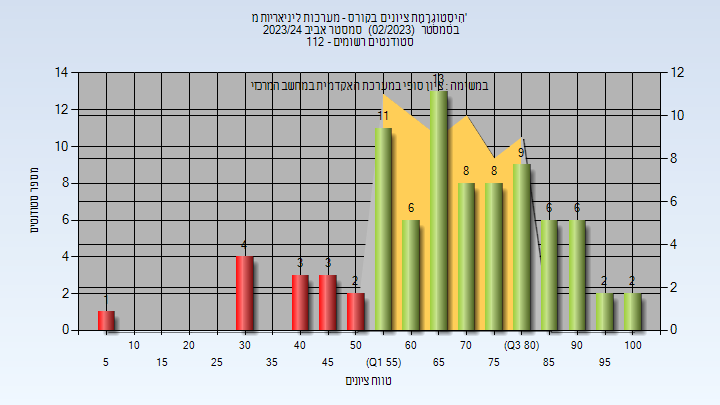 היסטוגרמת ציונים בקורס - מערכות ליניאריות מ'
בסמסטר (02/2023) סמסטר אביב 2023/24
סטודנטים רשומים - 112
במשימה : ציון סופי במערכת האקדמית במחשב המרכזי
מספר סטודנטים
14 12 10 8 6 4 2 0
12 10 8 6 4 2 0
1 4 3 3 2 11 6 13 8 8 9 6 6 2 2
10 20 30 40 50 60 70 (Q3 80) 90 100
5 15 25 35 45 (Q1 55) 65 75 85 95
טווח ציונים